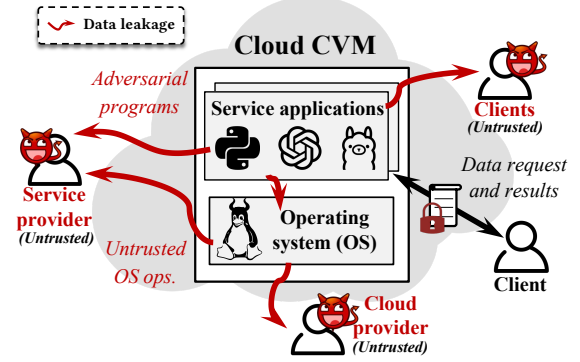 Data leakage
Cloud CVM
Adversarial
programs
Service applications
Clients
(Untrusted)
Data request
and results
Service
provider
(Untrusted)
Operating
system (OS)
Untrusted
OS ops.
Client
Cloud
provider
(Untrusted)